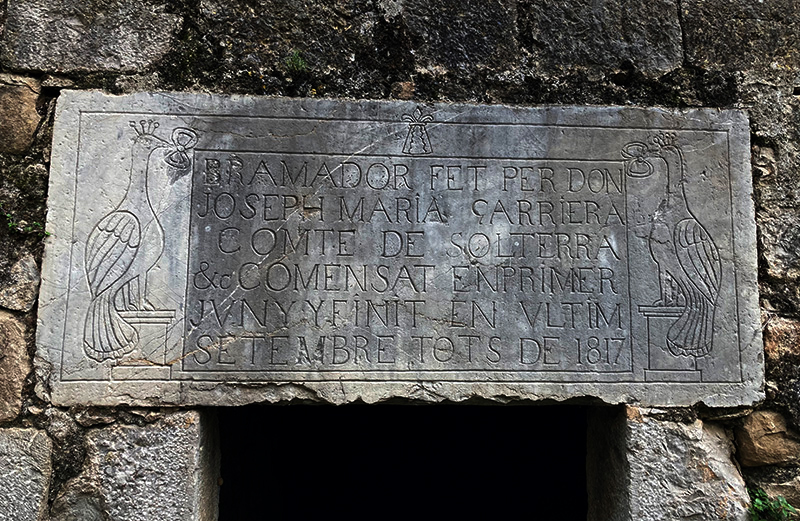 BRAMADOR FET PER DON
JOSEPH MARIA SARRIERA
COMTE DE SOLTERRA
&c COMENSAT EN PRIMER
JVNY Y FINIT EN VLTIM
SETEMBRE TOTS DE 1817